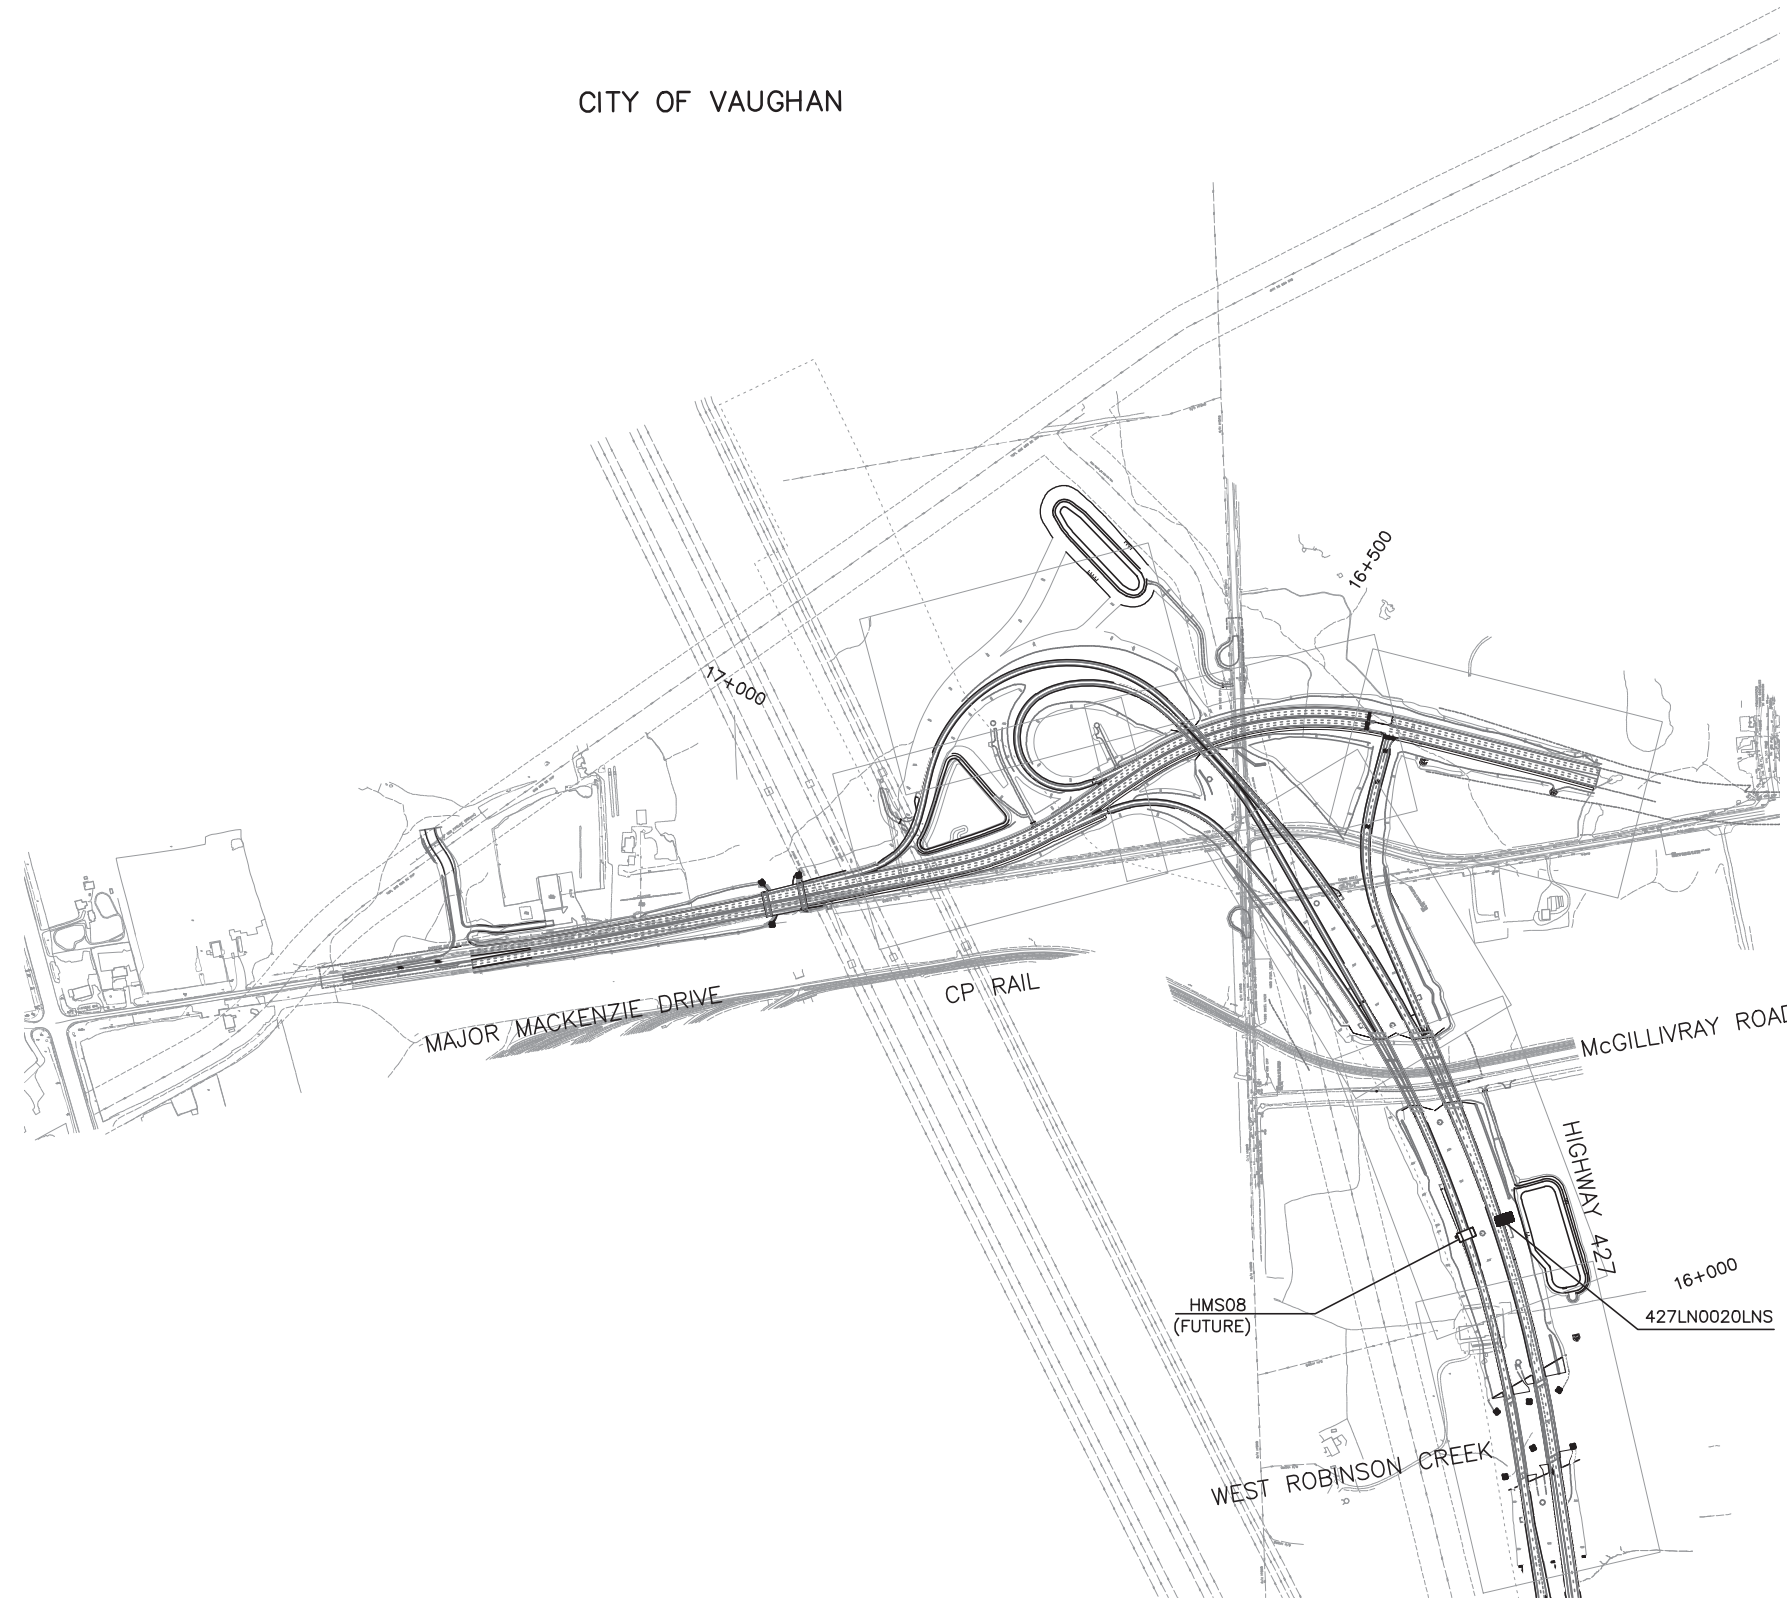 CITY OF VAUGHAN
16+500
17+000
MAJOR MACKENZIE DRIVE
CP RAIL
McGILLIVRAY ROAD
HIGHWAY 427
16+000
HMS08
(FUTURE)
427LN0020LNS
WEST ROBINSON CREEK